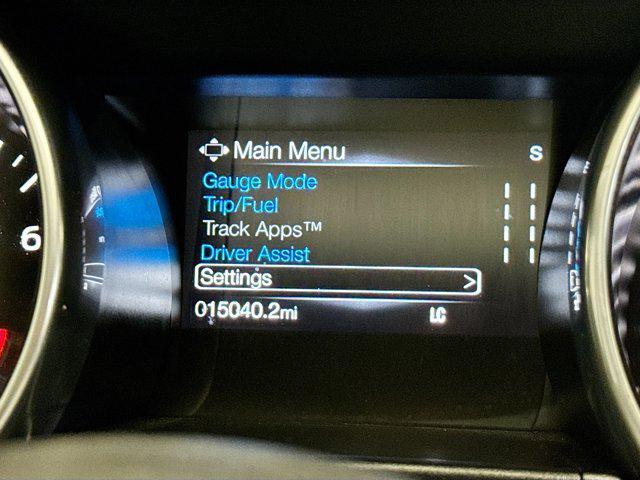 Main Menu S
Gauge Mode
Trip/Fuel
Track Apps™
Driver Assist
Settings >
015040.2mi LC
6